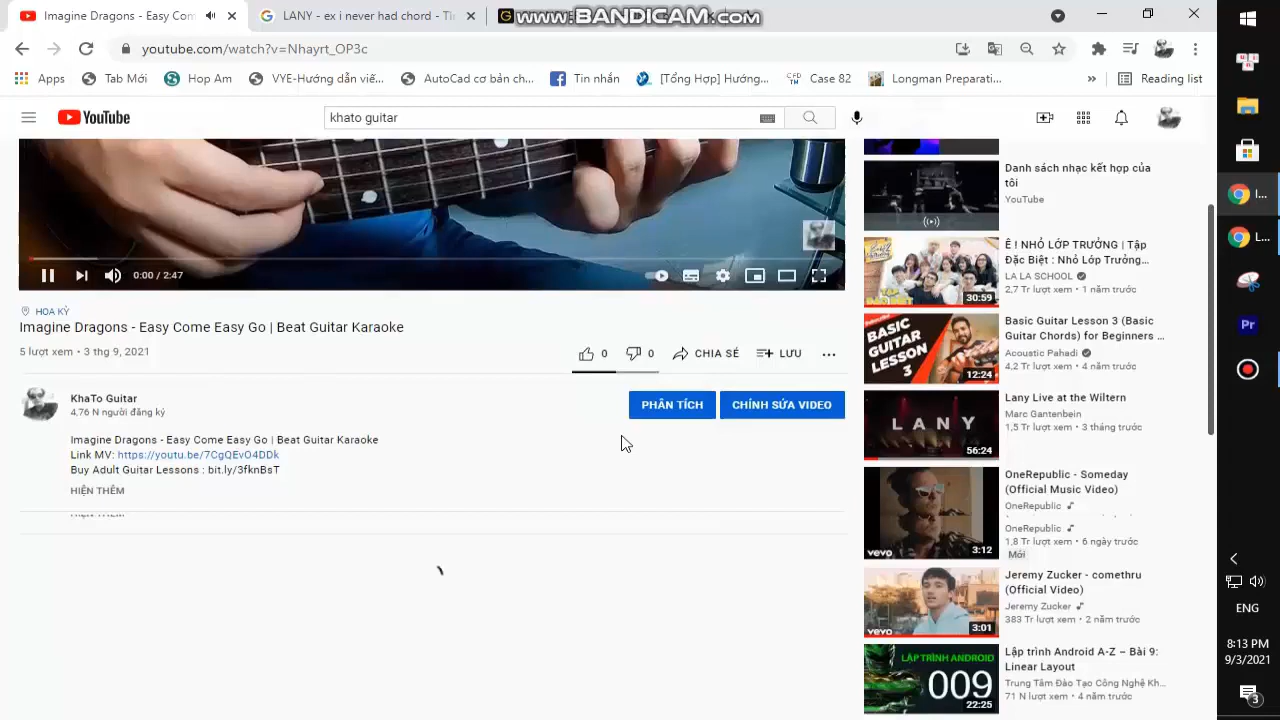 Imagine Dragons - Easy Com
LANY - ex i never had chord - Ti
www.BANDICAM.com
youtube.com/watch?v=Nhayrt_OP3c
Apps
Tab Mới
Hop Am
VYE-Hướng dẫn viế...
AutoCad cơ bản ch...
Tin nhắn
[Tổng Hợp] Hướng...
Case 82
Longman Preparati...
»
Reading list
YouTube
khato guitar
0:00 / 2:47
HOA KỲ
Imagine Dragons - Easy Come Easy Go | Beat Guitar Karaoke
5 lượt xem • 3 thg 9, 2021
0
0
CHIA SẺ
LƯU
KhaTo Guitar
4,76 N người đăng ký
PHÂN TÍCH
CHỈNH SỬA VIDEO
Imagine Dragons - Easy Come Easy Go | Beat Guitar Karaoke
Link MV: https://youtu.be/7CgQEvO4DDk
Buy Adult Guitar Lessons : bit.ly/3fknBsT
HIỆN THÊM
Danh sách nhạc kết hợp của
tôi
YouTube
Ê ! NHỎ LỚP TRƯỞNG | Tập
Đặc Biệt : Nhỏ Lớp Trưởng...
LA LA SCHOOL
2,7 Tr lượt xem • 1 năm trước
30:59
Basic Guitar Lesson 3 (Basic
Guitar Chords) for Beginners ...
Acoustic Pahadi
4,2 Tr lượt xem • 4 năm trước
BASIC
GUITAR
LESSON
3
12:24
Lany Live at the Wiltern
Marc Gantenbein
1,5 Tr lượt xem • 3 tháng trước
LANY
56:24
OneRepublic - Someday
(Official Music Video)
OneRepublic
OneRepublic
1,8 Tr lượt xem • 6 ngày trước
Mới
vevo
3:12
Jeremy Zucker - comethru
(Official Video)
Jeremy Zucker
383 Tr lượt xem • 2 năm trước
vevo
3:01
Lập trình Android A-Z – Bài 9:
Linear Layout
Trung Tâm Đào Tạo Công Nghệ Kh...
71 N lượt xem • 4 năm trước
LẬP TRÌNH ANDROID
009
22:25
I...
L...
Pr
ENG
8:13 PM
9/3/2021
3